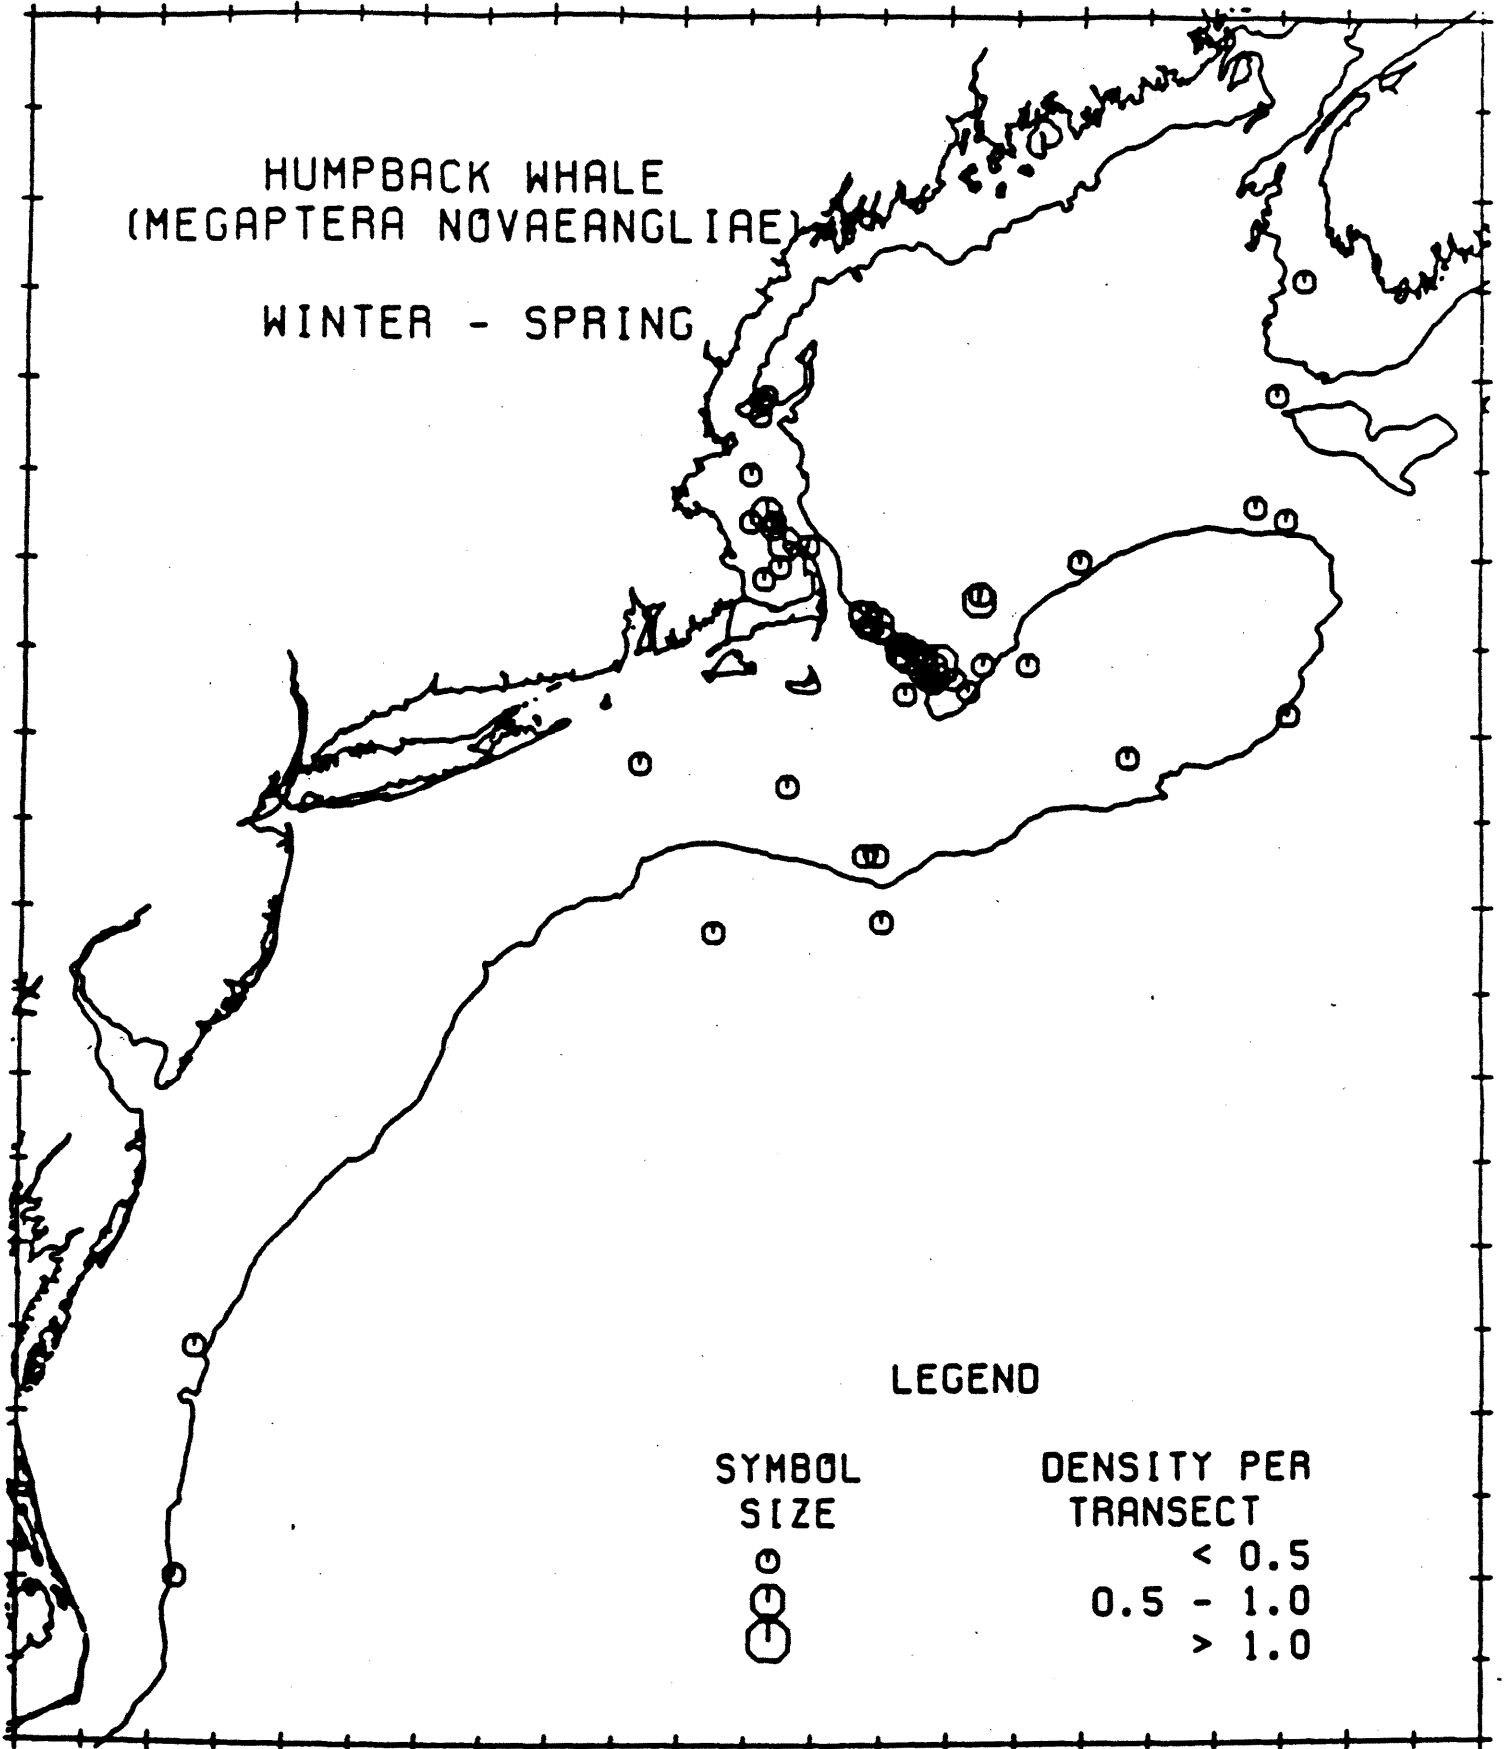 HUMPBACK WHALE
(MEGAPTERA NOVAEANGLIAE)
WINTER - SPRING
LEGEND
SYMBOL SIZE
DENSITY PER TRANSECT
< 0.5
0.5 - 1.0
> 1.0